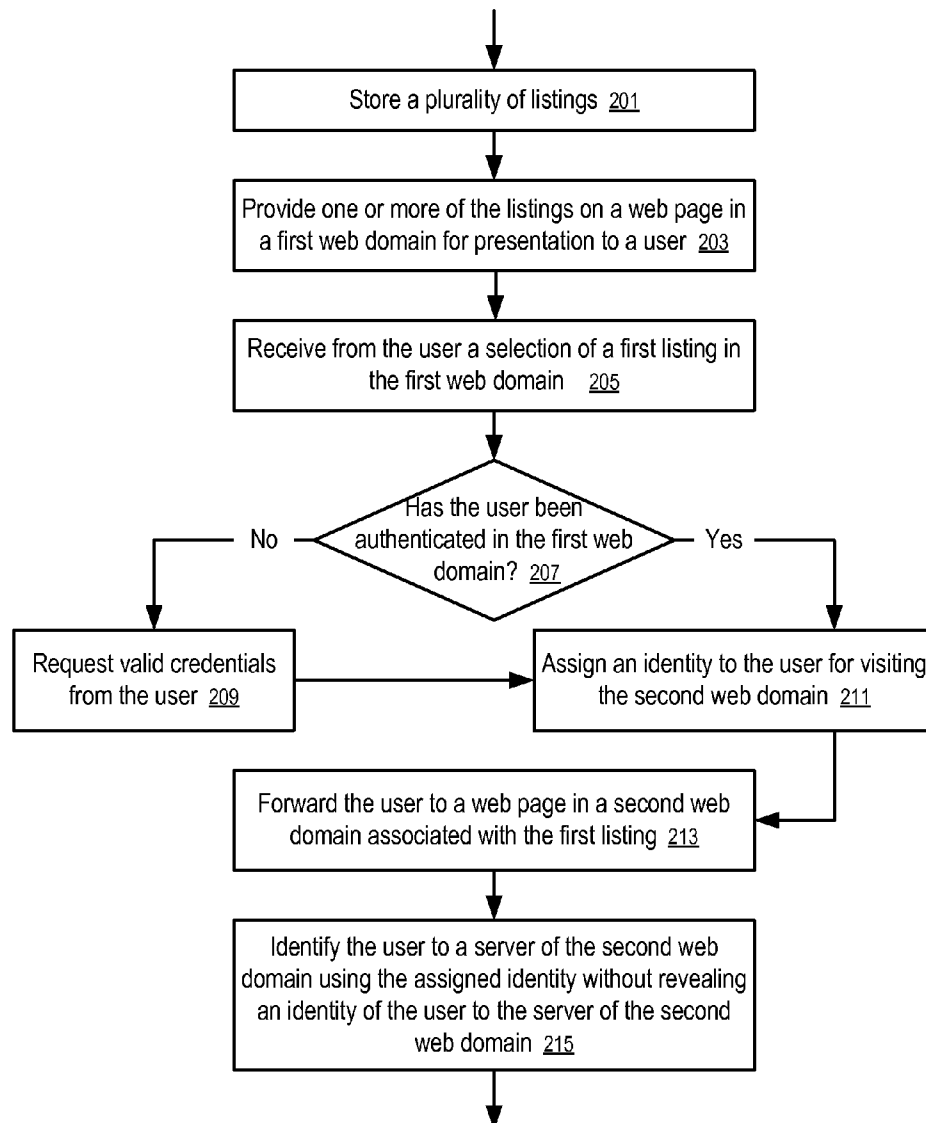 Store a plurality of listings 201
Provide one or more of the listings on a web page in
a first web domain for presentation to a user 203
Receive from the user a selection of a first listing in
the first web domain 205
Has the user been
authenticated in the first web
domain? 207
No
Yes
Request valid credentials
from the user 209
Assign an identity to the user for visiting
the second web domain 211
Forward the user to a web page in a second web
domain associated with the first listing 213
Identify the user to a server of the second web
domain using the assigned identity without revealing
an identity of the user to the server of the second
web domain 215